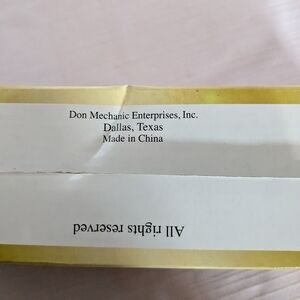 Don Mechanic Enterprises, Inc.
Dallas, Texas
Made in China
All rights reserved